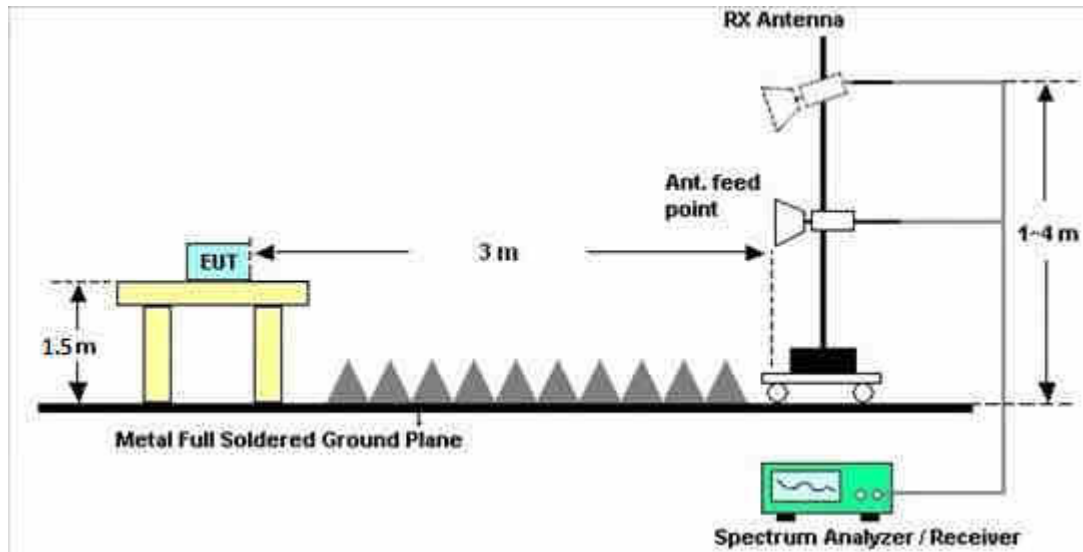 RX Antenna
Ant. feed
point
1~4 m
3 m
EUT
1.5 m
Metal Full Soldered Ground Plane
Spectrum Analyzer / Receiver